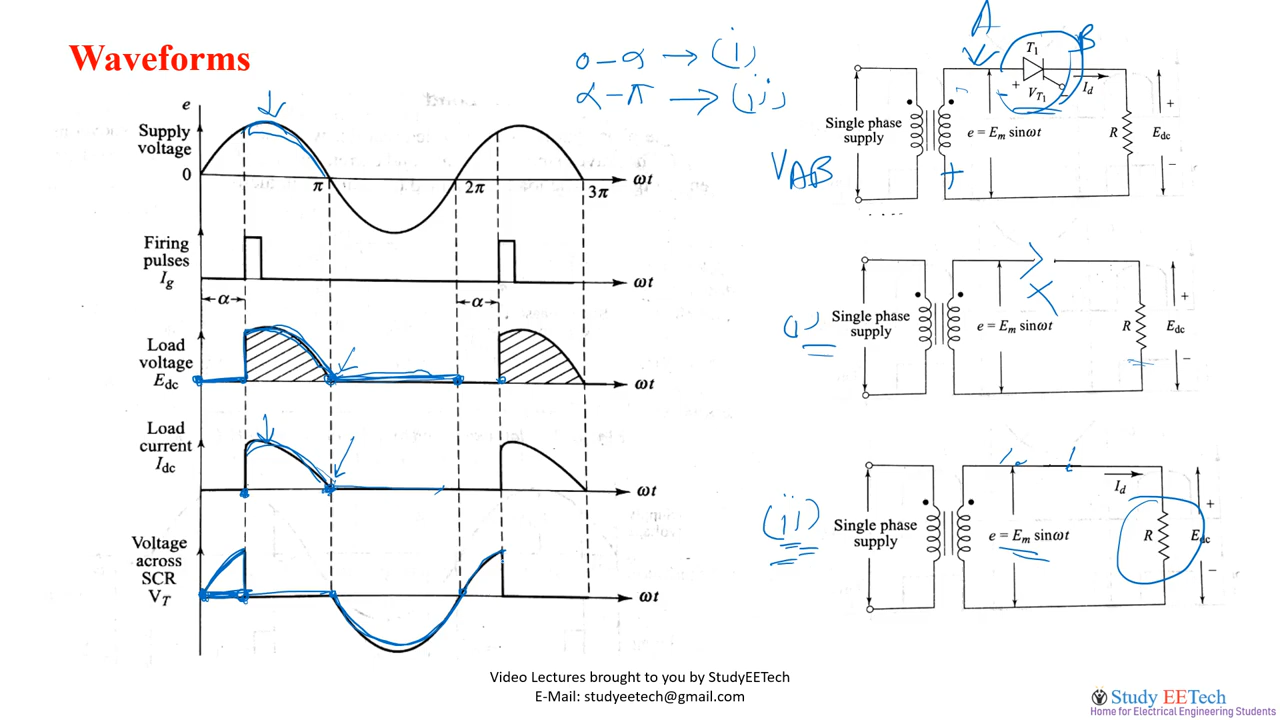 Waveforms
0-α → (i)
α-π → (ii)
e
Supply
voltage
0
π
2π
3π
ωt
Firing
pulses
Ig
ωt
α
α
Load
voltage
Edc
ωt
Load
current
Idc
ωt
Voltage
across
SCR
VT
ωt
A
B
T1
+ VT1 −
Id
Single phase
supply
e = Em sinωt
R
+
Edc
−
VAB
+
(i)
Single phase
supply
e = Em sinωt
R
+
Edc
−
X
(ii)
Single phase
supply
e = Em sinωt
Id
R
+
Edc
−
Video Lectures brought to you by StudyEETech
E-Mail: studyeetech@gmail.com
Study EETech
Home for Electrical Engineering Students